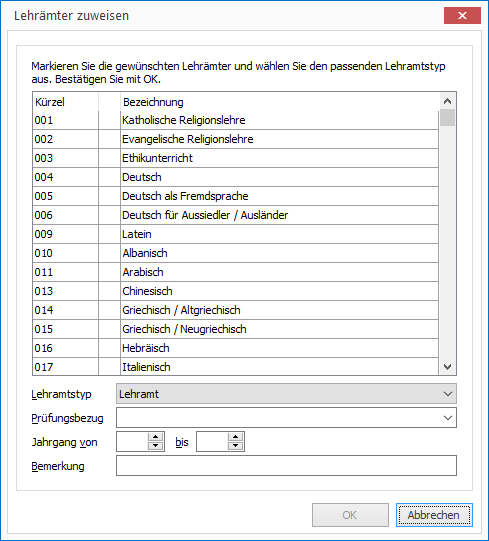 Lehrämter zuweisen
Markieren Sie die gewünschten Lehrämter und wählen Sie den passenden Lehramtstyp
aus. Bestätigen Sie mit OK.
Kürzel Bezeichnung
001 Katholische Religionslehre
002 Evangelische Religionslehre
003 Ethikunterricht
004 Deutsch
005 Deutsch als Fremdsprache
006 Deutsch für Aussiedler / Ausländer
009 Latein
010 Albanisch
011 Arabisch
013 Chinesisch
014 Griechisch / Altgriechisch
015 Griechisch / Neugriechisch
016 Hebräisch
017 Italienisch
Lehramtstyp Lehramt
Prüfungsbezug
Jahrgang von bis
Bemerkung
OK Abbrechen